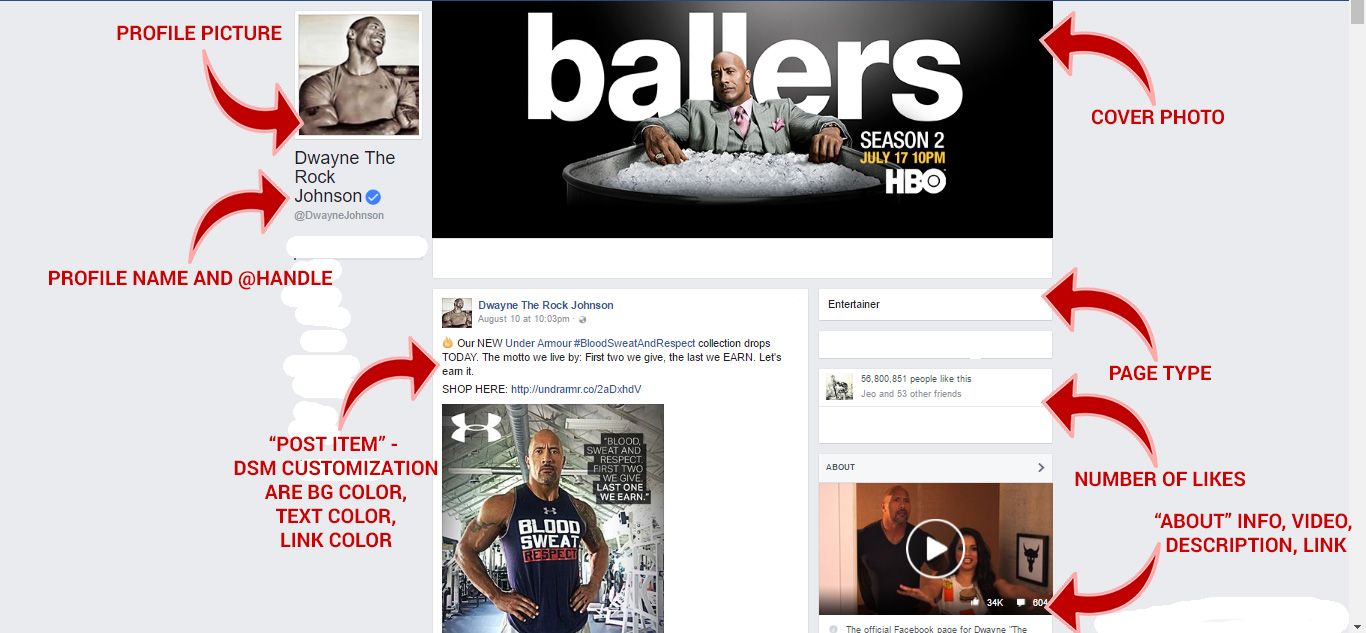 PROFILE PICTURE
Dwayne The
Rock
Johnson
@DwayneJohnson
PROFILE NAME AND @HANDLE
ballers
SEASON 2
JULY 17 10PM
HBO
COVER PHOTO
Dwayne The Rock Johnson
August 10 at 10:03pm ·
Our NEW Under Armour #BloodSweatAndRespect collection drops
TODAY. The motto we live by: First two we give, the last we EARN. Let's
earn it.
SHOP HERE: http://undrarmr.co/2aDxhdV
"BLOOD,
SWEAT AND
RESPECT.
FIRST TWO
WE GIVE.
LAST ONE
WE EARN."
BLOOD
SWEAT
RESPECT
“POST ITEM” -
DSM CUSTOMIZATION
ARE BG COLOR,
TEXT COLOR,
LINK COLOR
Entertainer
PAGE TYPE
56,800,851 people like this
Jeo and 53 other friends
NUMBER OF LIKES
ABOUT
34K 604
The official Facebook page for Dwayne "The
“ABOUT” INFO, VIDEO,
DESCRIPTION, LINK